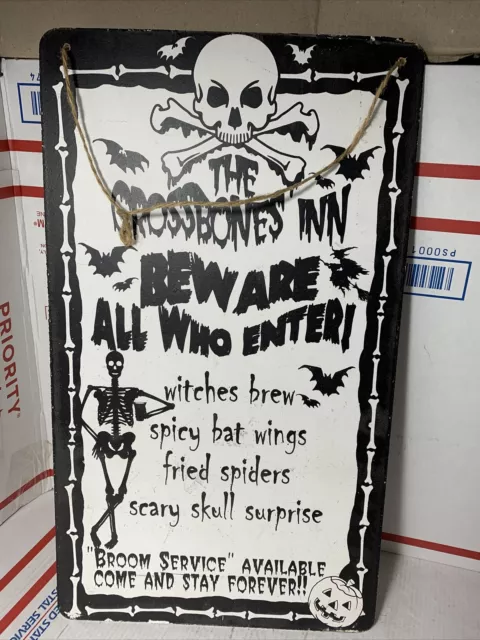 THE
CROSSBONES INN
BEWARE
ALL WHO ENTER!
witches brew
spicy bat wings
fried spiders
scary skull surprise
"BROOM SERVICE" AVAILABLE
COME AND STAY FOREVER!!
PRIORITY
PS0001